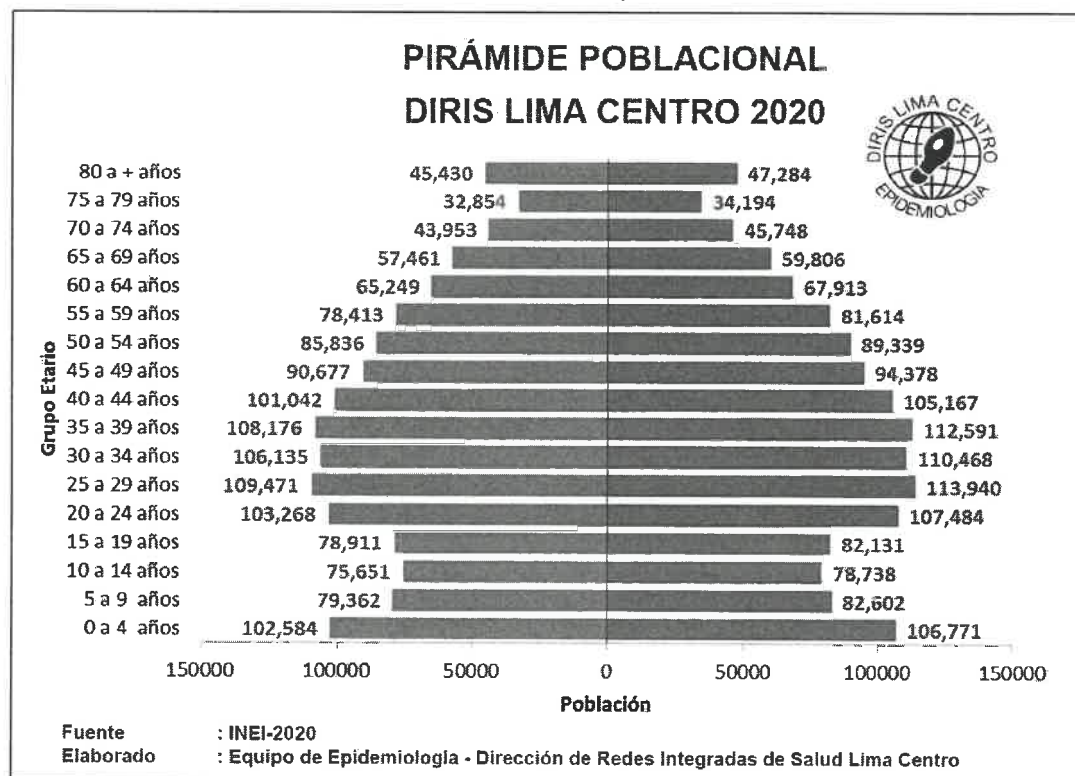 PIRÁMIDE POBLACIONAL
DIRIS LIMA CENTRO 2020
DIRIS LIMA CENTRO
EPIDEMIOLOGIA
Grupo Etario
80 a + años 45,430 47,284
75 a 79 años 32,854 34,194
70 a 74 años 43,953 45,748
65 a 69 años 57,461 59,806
60 a 64 años 65,249 67,913
55 a 59 años 78,413 81,614
50 a 54 años 85,836 89,339
45 a 49 años 90,677 94,378
40 a 44 años 101,042 105,167
35 a 39 años 108,176 112,591
30 a 34 años 106,135 110,468
25 a 29 años 109,471 113,940
20 a 24 años 103,268 107,484
15 a 19 años 78,911 82,131
10 a 14 años 75,651 78,738
5 a 9 años 79,362 82,602
0 a 4 años 102,584 106,771
150000 100000 50000 0 50000 100000 150000
Población
Fuente : INEI-2020
Elaborado : Equipo de Epidemiologia - Dirección de Redes Integradas de Salud Lima Centro